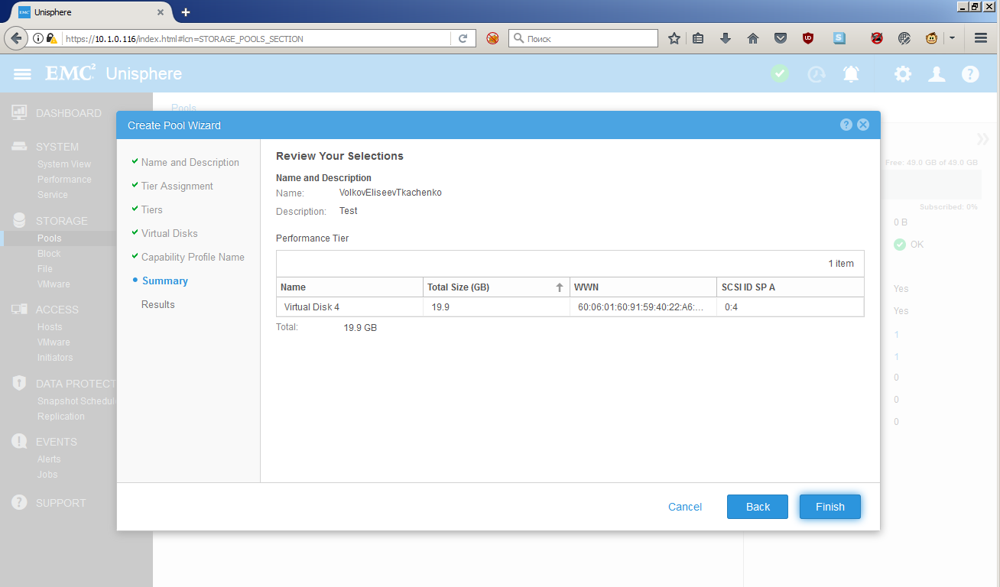 EMC Unisphere
https://10.1.0.116/index.html#lcn=STORAGE_POOLS_SECTION
Поиск
UD
S
EMC² Unisphere
DASHBOARD
SYSTEM
System View
Performance
Service
STORAGE
Pools
Block
File
VMware
ACCESS
Hosts
VMware
Initiators
DATA PROTECT
Snapshot Schedul
Replication
EVENTS
Alerts
Jobs
SUPPORT
Pools
Create Pool Wizard
Name and Description
Tier Assignment
Tiers
Virtual Disks
Capability Profile Name
Summary
Results
Review Your Selections
Name and Description
Name: VolkovEliseevTkachenko
Description: Test
Performance Tier
1 item
Name Total Size (GB) WWN SCSI ID SP A
Virtual Disk 4 19.9 60:06:01:60:91:59:40:22:A6:... 0:4
Total: 19.9 GB
Cancel Back Finish
Free: 49.0 GB of 49.0 GB
Subscribed: 0%
0 B
OK
Yes
Yes
1
1
0
0
0